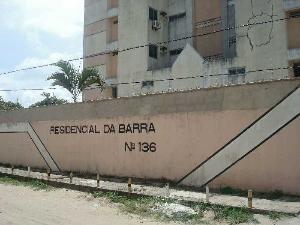 RESIDENCIAL DA BARRA
Nº 136